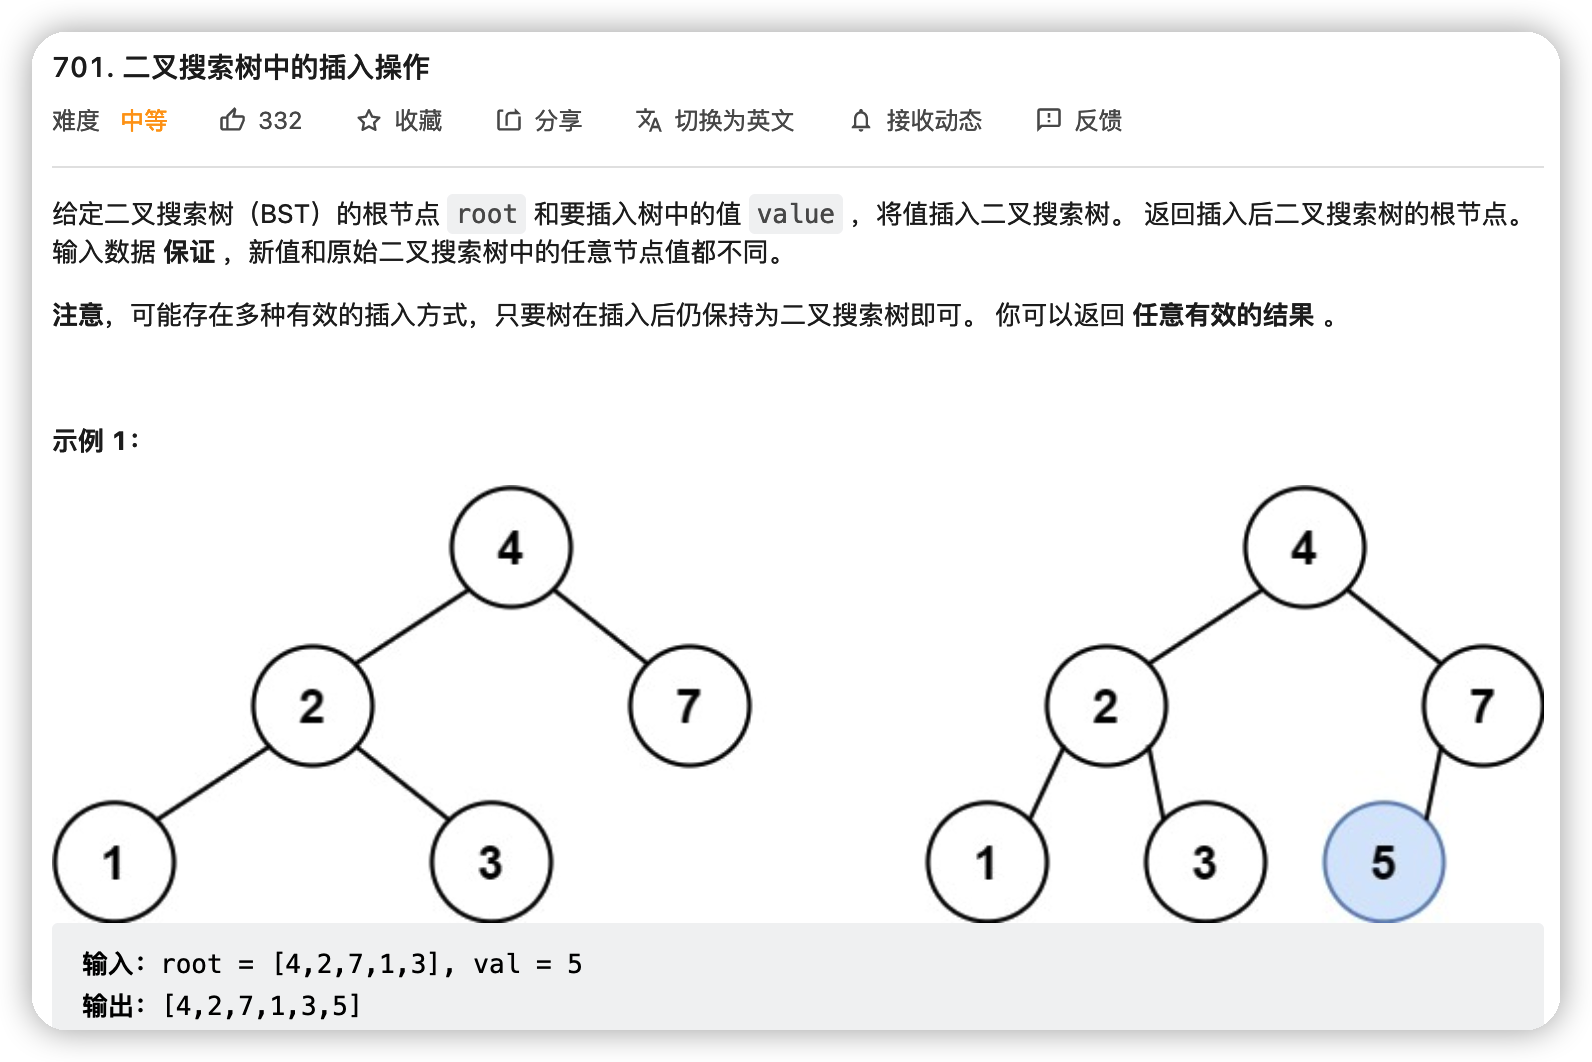 701. 二叉搜索树中的插入操作
难度 中等 332 收藏 分享 切换为英文 接收动态 反馈
给定二叉搜索树（BST）的根节点 root 和要插入树中的值 value ，将值插入二叉搜索树。 返回插入后二叉搜索树的根节点。
输入数据 保证 ，新值和原始二叉搜索树中的任意节点值都不同。
注意，可能存在多种有效的插入方式，只要树在插入后仍保持为二叉搜索树即可。 你可以返回 任意有效的结果 。
示例 1：
4 4
2 7 2 7
1 3 1 3 5
输入：root = [4,2,7,1,3], val = 5
输出：[4,2,7,1,3,5]